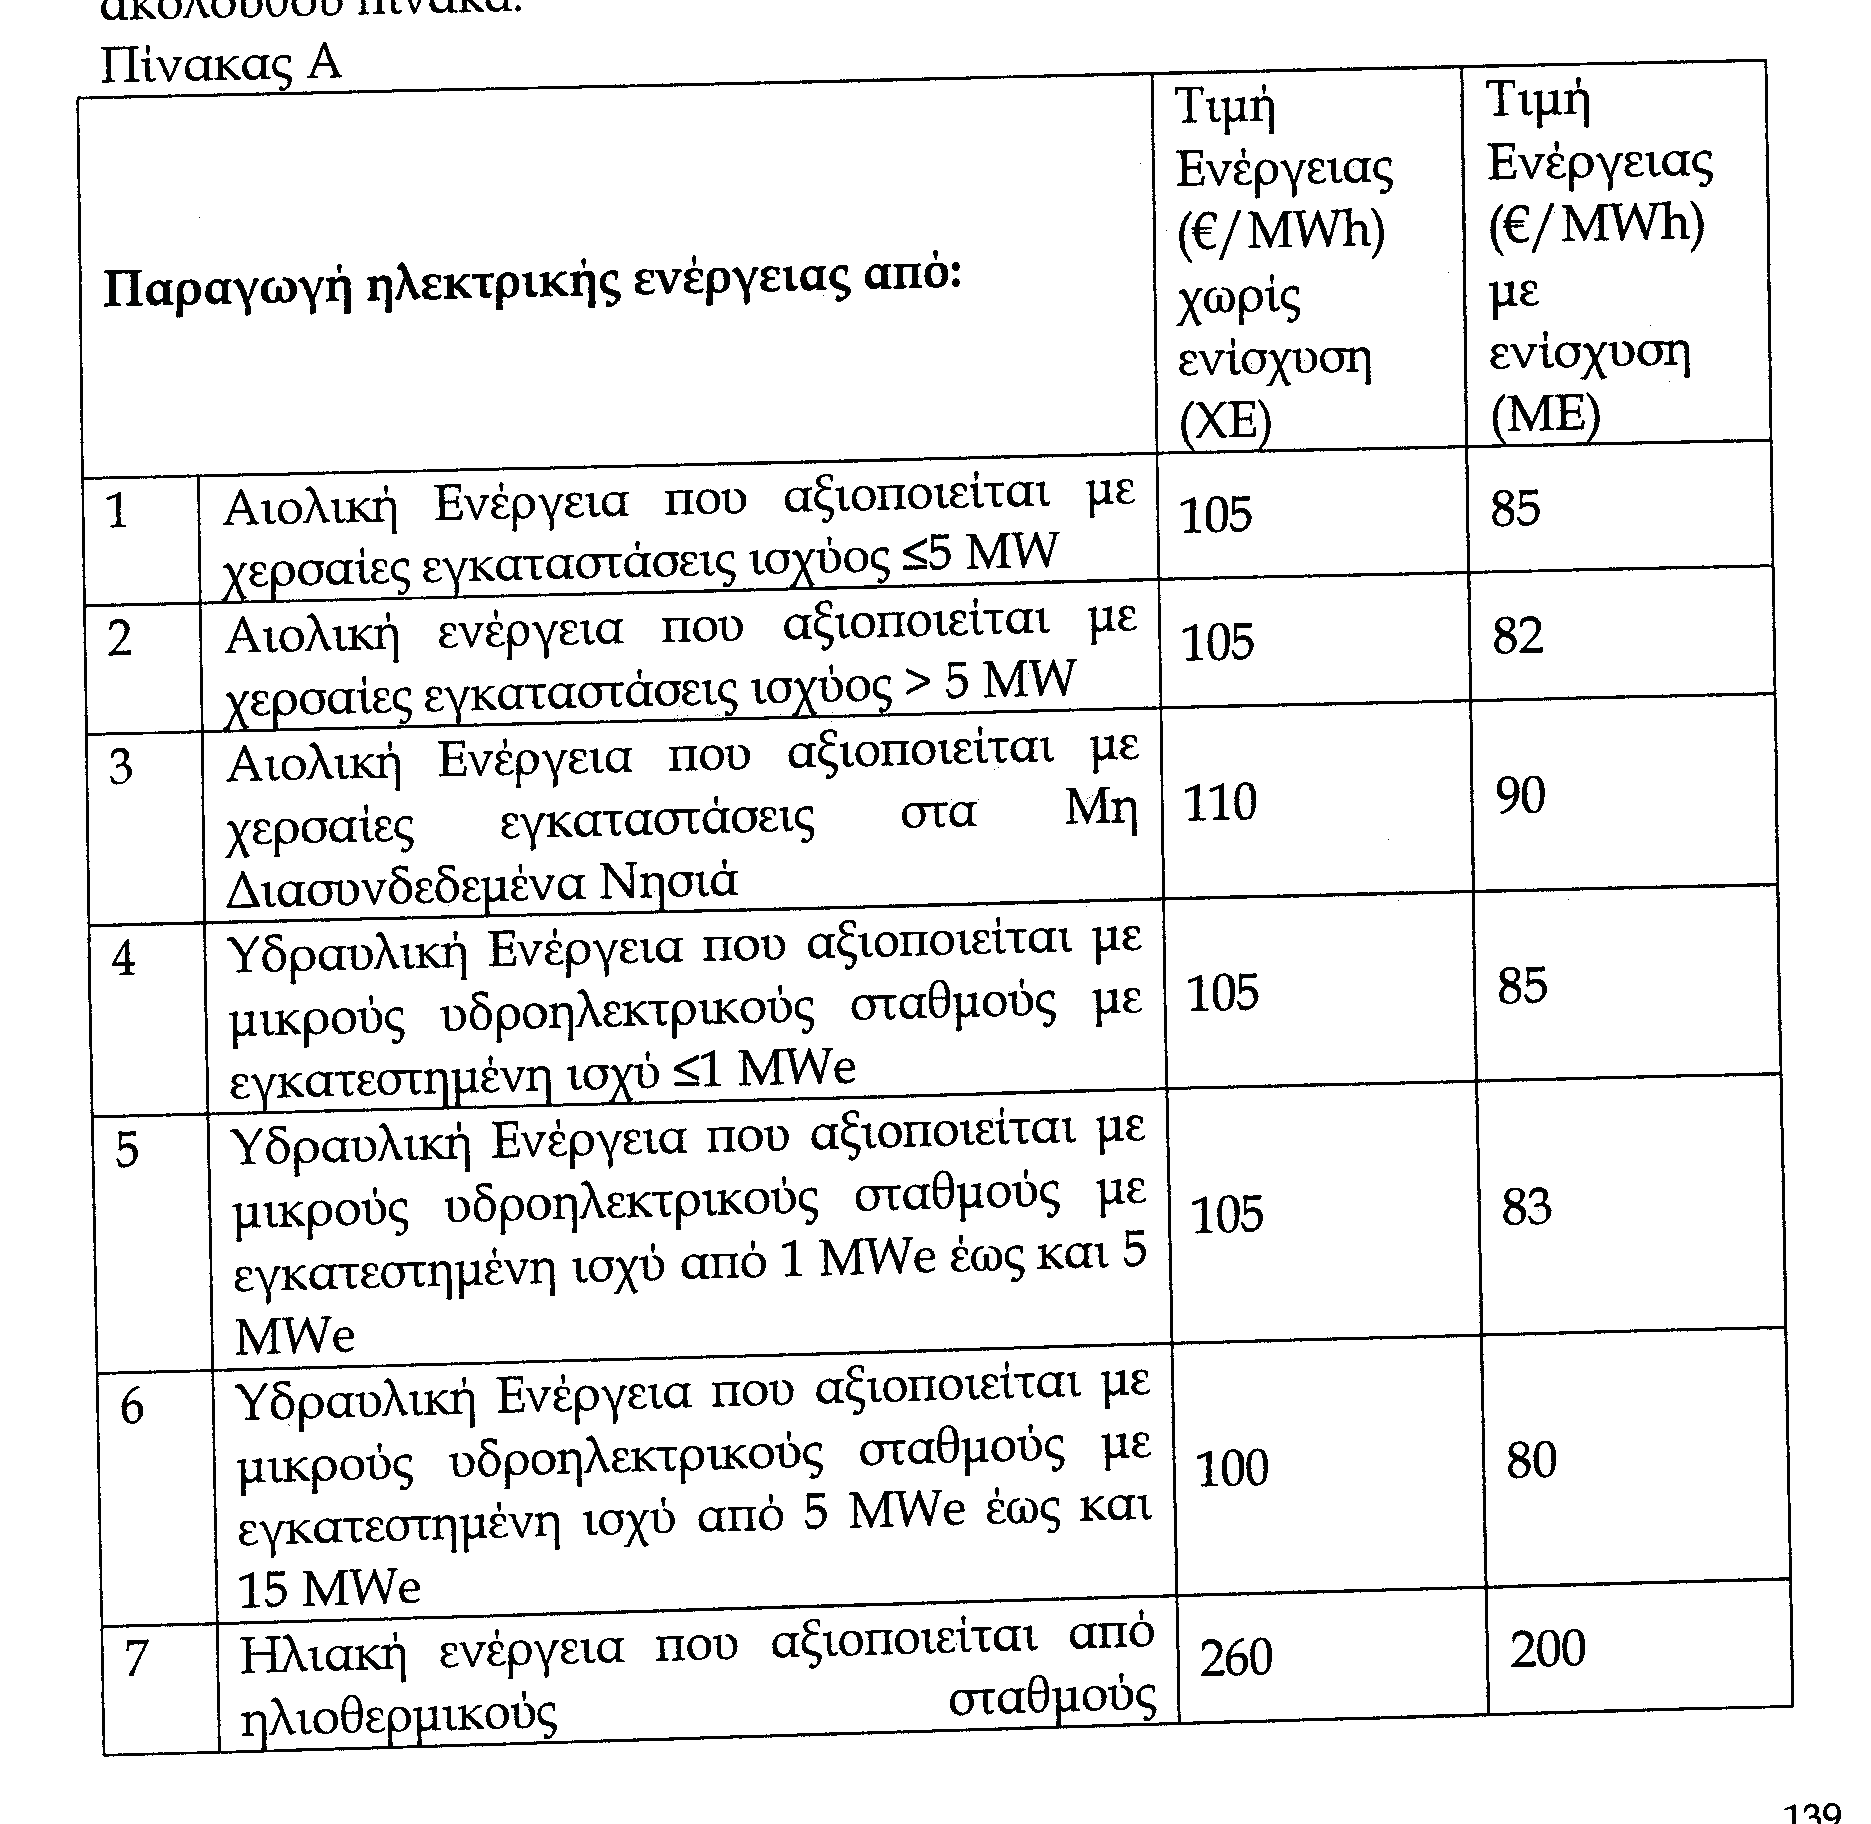 ακόλουθου πίνακα.
Πίνακας Α
Παραγωγή ηλεκτρικής ενέργειας από:
Τιμή
Ενέργειας
(€/MWh)
χωρίς
ενίσχυση
(ΧΕ)
Τιμή
Ενέργειας
(€/MWh)
με
ενίσχυση
(ΜΕ)
1 Αιολική Ενέργεια που αξιοποιείται με
χερσαίες εγκαταστάσεις ισχύος ≤5 MW
105 85
2 Αιολική ενέργεια που αξιοποιείται με
χερσαίες εγκαταστάσεις ισχύος > 5 MW
105 82
3 Αιολική Ενέργεια που αξιοποιείται με
χερσαίες εγκαταστάσεις στα Μη
Διασυνδεδεμένα Νησιά
110 90
4 Υδραυλική Ενέργεια που αξιοποιείται με
μικρούς υδροηλεκτρικούς σταθμούς με
εγκατεστημένη ισχύ ≤1 MWe
105 85
5 Υδραυλική Ενέργεια που αξιοποιείται με
μικρούς υδροηλεκτρικούς σταθμούς με
εγκατεστημένη ισχύ από 1 MWe έως και 5
MWe
105 83
6 Υδραυλική Ενέργεια που αξιοποιείται με
μικρούς υδροηλεκτρικούς σταθμούς με
εγκατεστημένη ισχύ από 5 MWe έως και
15 MWe
100 80
7 Ηλιακή ενέργεια που αξιοποιείται από
ηλιοθερμικούς σταθμούς
260 200
139